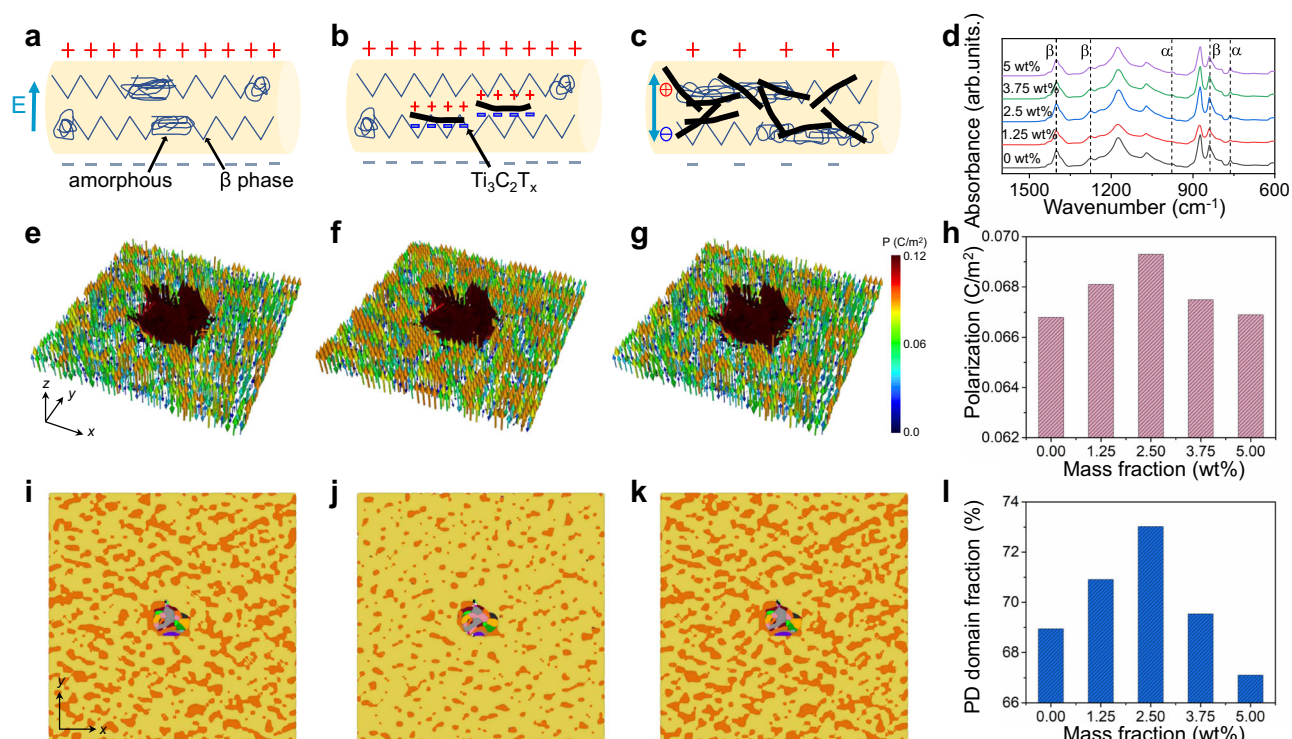 a
+ + + + + + + + + +
E
amorphous
β phase
− − − − − − − − −
b
+ + + + + + + + + +
+ + + +
+ + + +
Ti₃C₂Tₓ
c
+ + + +
+
−
− − − −
d
Absorbance (arb.units.)
β β α β α
5 wt%
3.75 wt%
2.5 wt%
1.25 wt%
0 wt%
1500 1200 900 600
Wavenumber (cm⁻¹)
e
z
y
x
f
g
P (C/m²)
0.12
0.06
0.0
h
Polarization (C/m²)
0.070
0.068
0.066
0.064
0.062
0.00 1.25 2.50 3.75 5.00
Mass fraction (wt%)
i
y
x
j
k
l
PD domain fraction (%)
74
72
70
68
66
0.00 1.25 2.50 3.75 5.00
Mass fraction (wt%)